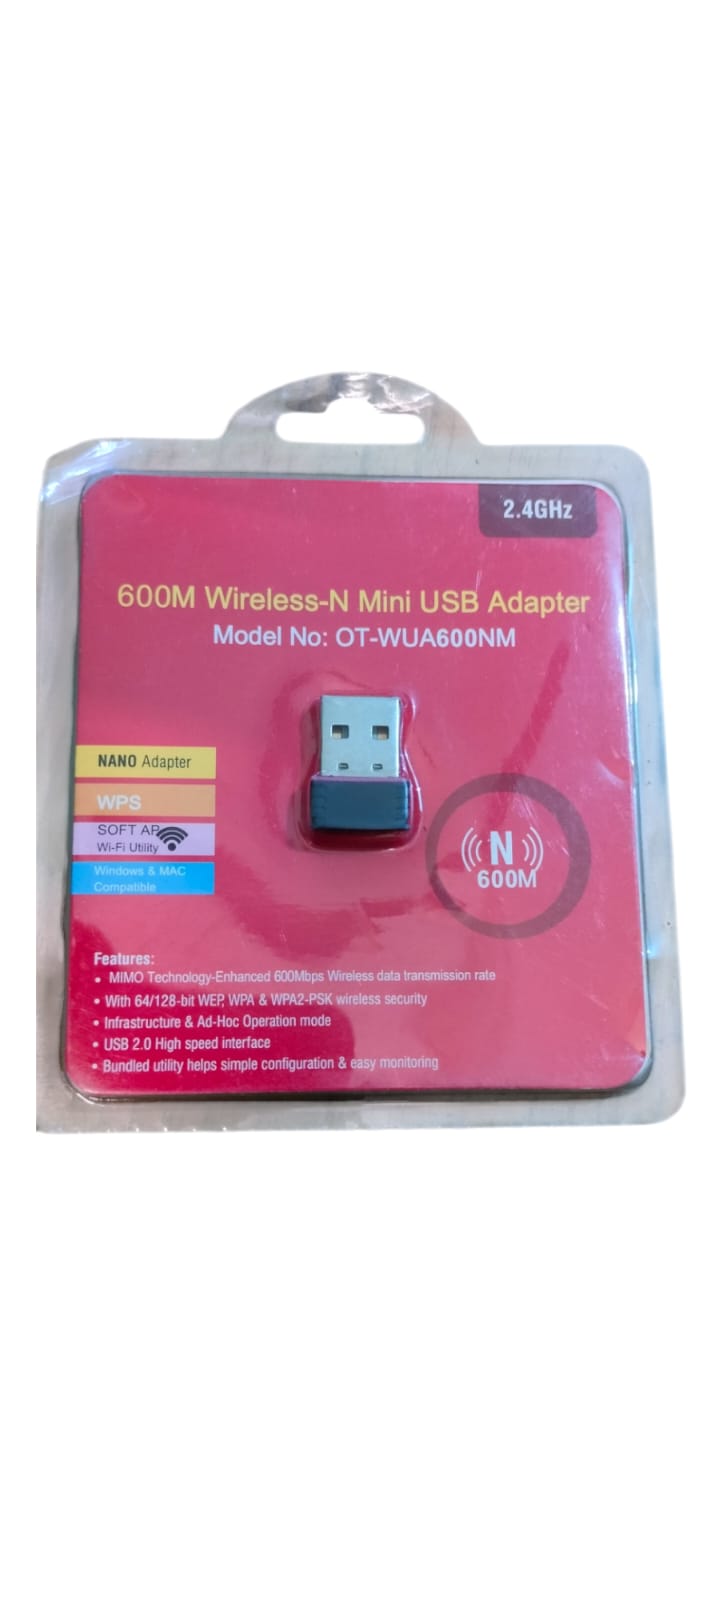 2.4GHz
600M Wireless-N Mini USB Adapter
Model No: OT-WUA600NM
NANO Adapter
WPS
SOFT AP
Wi-Fi Utility
Windows & MAC
Compatible
N
600M
Features:
• MIMO Technology-Enhanced 600Mbps Wireless data transmission rate
• With 64/128-bit WEP, WPA & WPA2-PSK wireless security
• Infrastructure & Ad-Hoc Operation mode
• USB 2.0 High speed interface
• Bundled utility helps simple configuration & easy monitoring